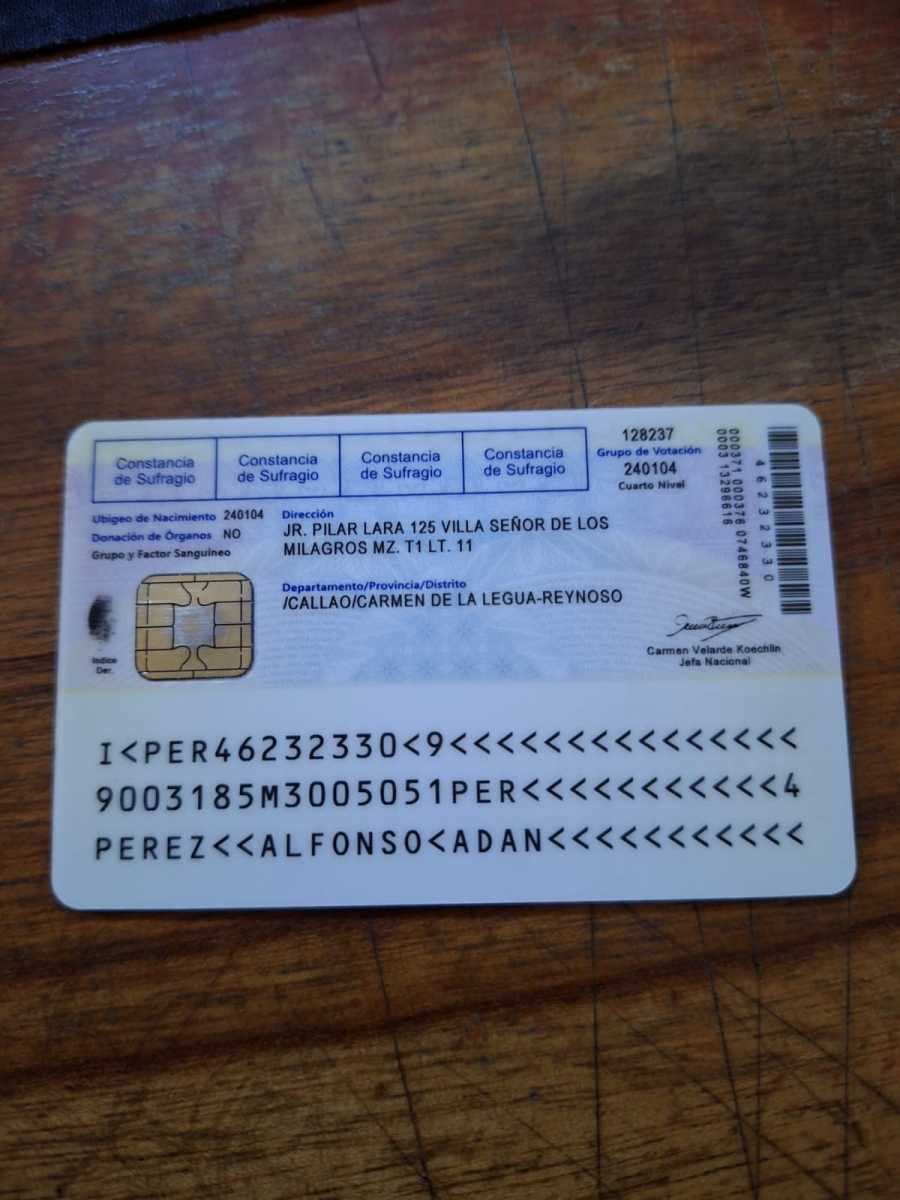 Constancia de Sufragio
Constancia de Sufragio
Constancia de Sufragio
Constancia de Sufragio
128237
Grupo de Votación
240104
Cuarto Nivel
Ubigeo de Nacimiento 240104
Donación de Órganos NO
Grupo y Factor Sanguíneo
Dirección
JR. PILAR LARA 125 VILLA SEÑOR DE LOS
MILAGROS MZ. T1 LT. 11
Departamento/Provincia/Distrito
/CALLAO/CARMEN DE LA LEGUA-REYNOSO
Indice
Der.
000371 000376 0746840W
0003 13296616
46232330
Carmen Velarde Koechlin
Jefa Nacional
I<PER46232330<9<<<<<<<<<<<<<<<
9003185M3005051PER<<<<<<<<<<<4
PEREZ<<ALFONSO<ADAN<<<<<<<<<<<